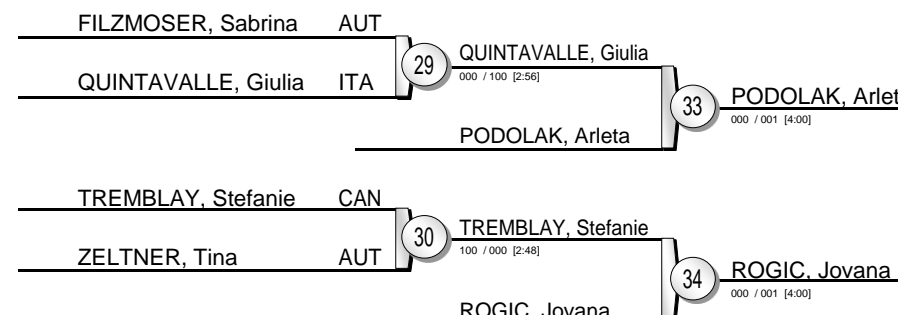 FILZMOSER, Sabrina AUT
QUINTAVALLE, Giulia ITA
29
QUINTAVALLE, Giulia
000 / 100 [2:56]
PODOLAK, Arleta
33
PODOLAK, Arlet
000 / 001 [4:00]
TREMBLAY, Stefanie CAN
ZELTNER, Tina AUT
30
TREMBLAY, Stefanie
100 / 000 [2:48]
ROGIC, Jovana
34
ROGIC, Jovana
000 / 001 [4:00]